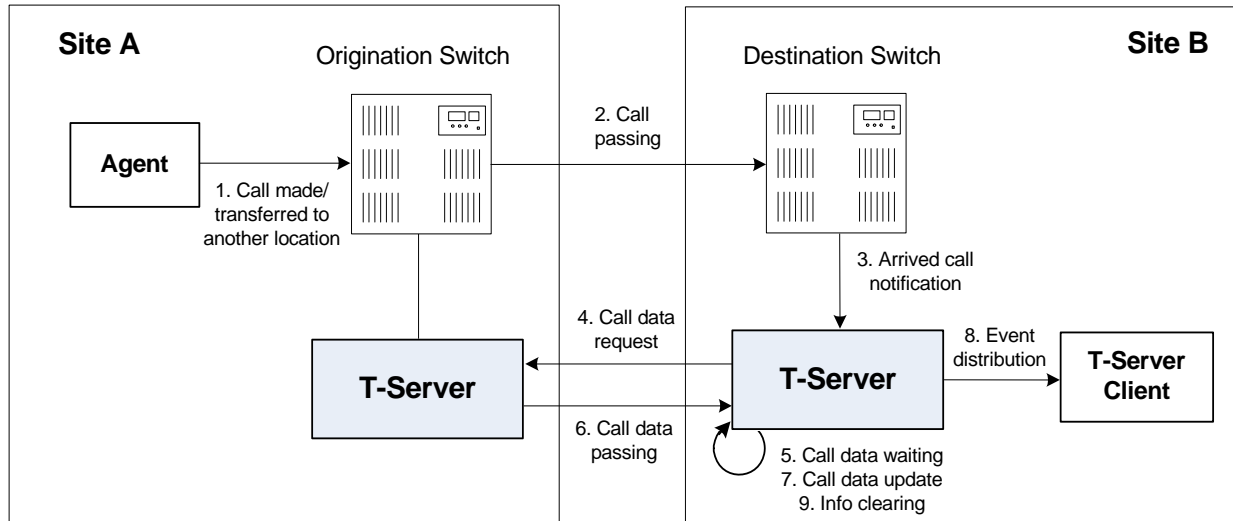 Site A
Site B
Origination Switch
Destination Switch
Agent
1. Call made/
transferred to
another location
2. Call
passing
3. Arrived call
notification
4. Call data
request
T-Server
6. Call data
passing
T-Server
8. Event
distribution
T-Server
Client
5. Call data waiting
7. Call data update
9. Info clearing